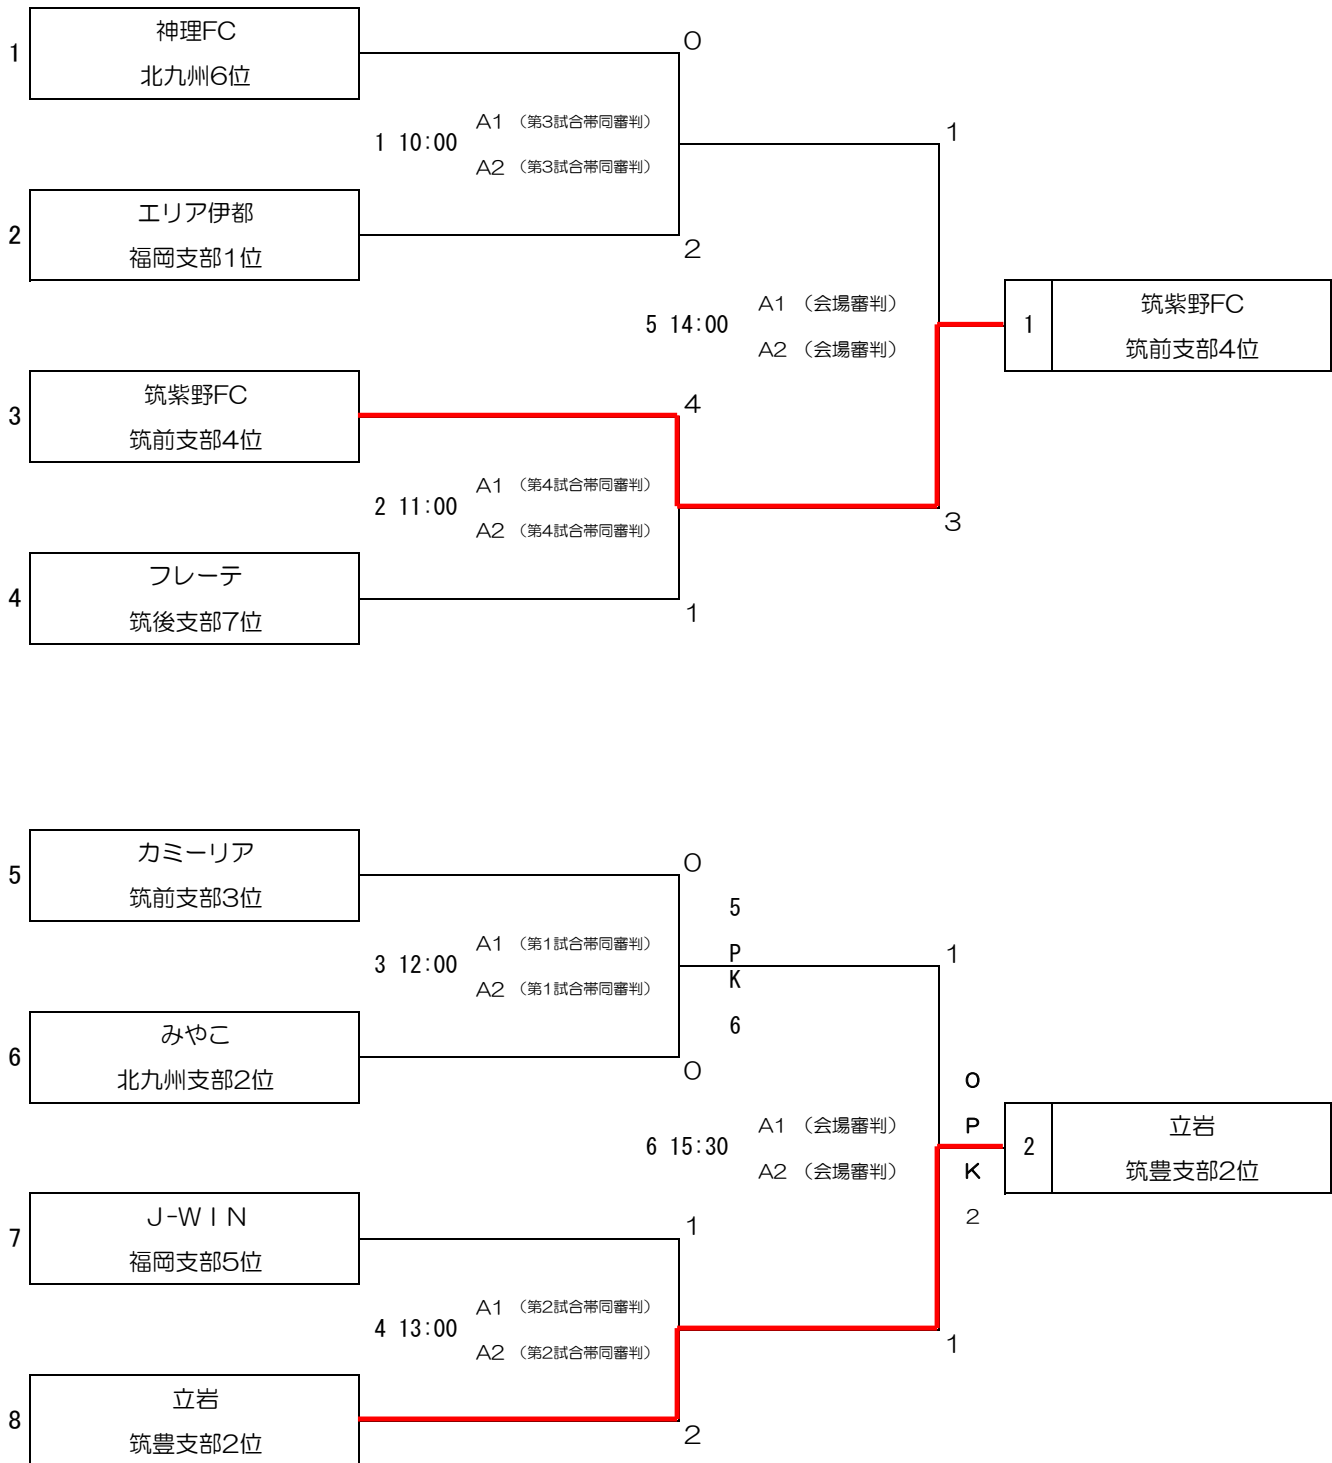 1
神理FC
北九州6位
0
1 10:00
A1 (第3試合帯同審判)
A2 (第3試合帯同審判)
1
2
エリア伊都
福岡支部1位
2
5 14:00
A1 (会場審判)
A2 (会場審判)
1
筑紫野FC
筑前支部4位
3
筑紫野FC
筑前支部4位
4
2 11:00
A1 (第4試合帯同審判)
A2 (第4試合帯同審判)
3
4
フレーテ
筑後支部7位
1
5
カミーリア
筑前支部3位
0
5
P
K
6
3 12:00
A1 (第1試合帯同審判)
A2 (第1試合帯同審判)
1
6
みやこ
北九州支部2位
0
6 15:30
A1 (会場審判)
A2 (会場審判)
0
P
K
2
2
立岩
筑豊支部2位
7
J-WIN
福岡支部5位
1
4 13:00
A1 (第2試合帯同審判)
A2 (第2試合帯同審判)
1
8
立岩
筑豊支部2位
2